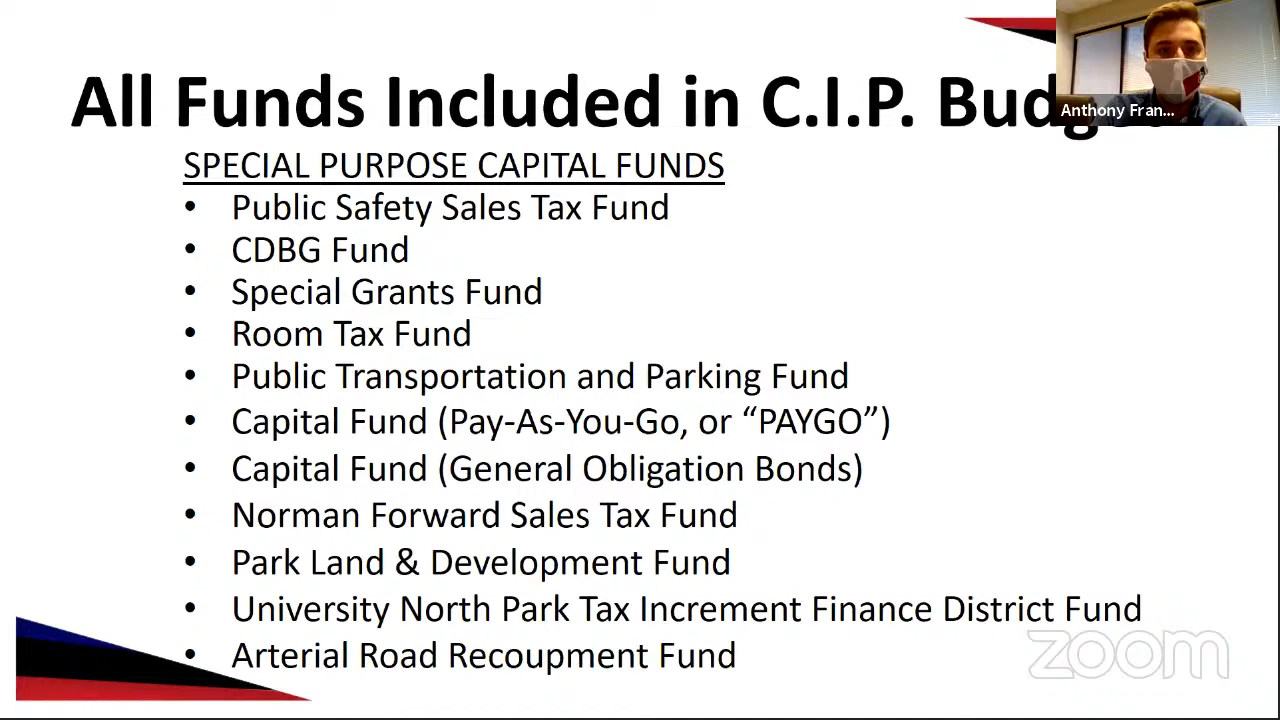 All Funds Included in C.I.P.
Anthony Fran...
SPECIAL PURPOSE CAPITAL FUNDS
• Public Safety Sales Tax Fund
• CDBG Fund
• Special Grants Fund
• Room Tax Fund
• Public Transportation and Parking Fund
• Capital Fund (Pay-As-You-Go, or “PAYGO”)
• Capital Fund (General Obligation Bonds)
• Norman Forward Sales Tax Fund
• Park Land & Development Fund
• University North Park Tax Increment Finance District Fund
• Arterial Road Recoupment Fund
zoom